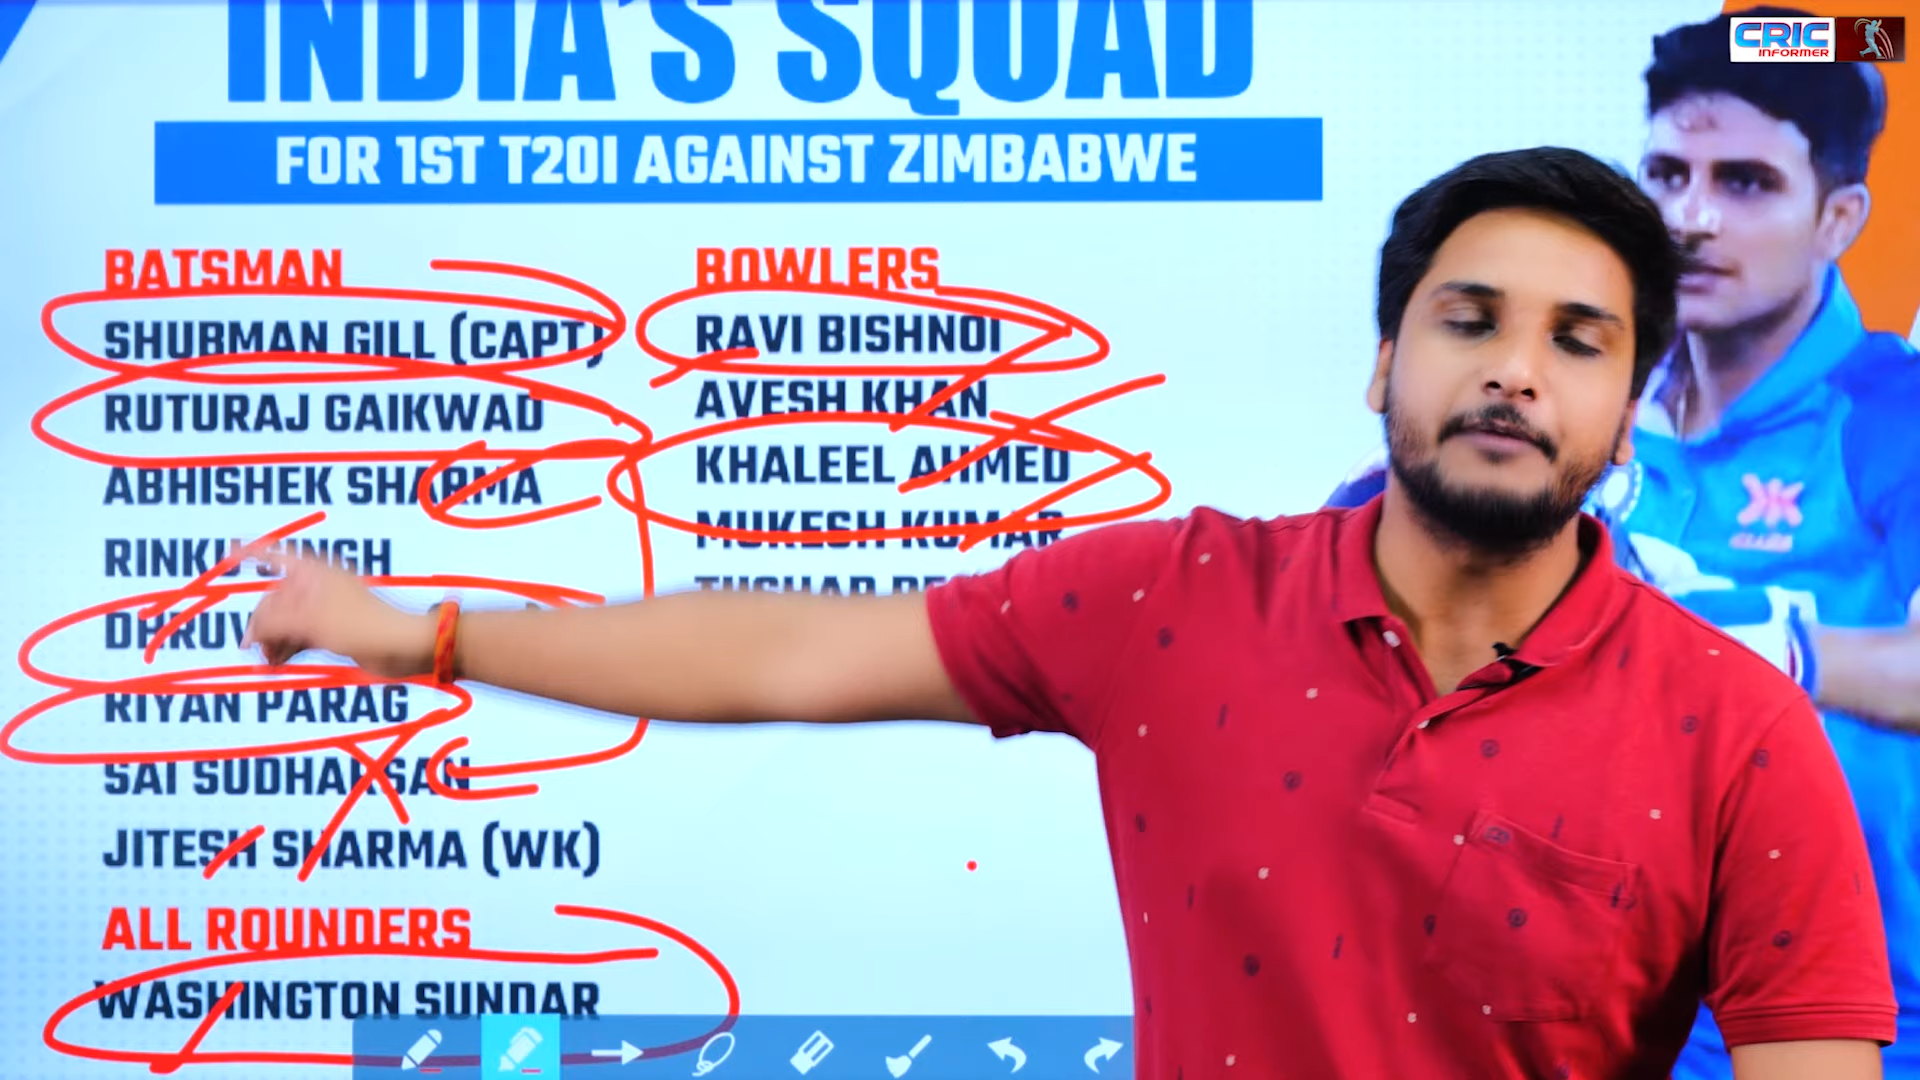 INDIA'S SQUAD
FOR 1ST T20I AGAINST ZIMBABWE
BATSMAN
SHUBMAN GILL (CAPT)
RUTURAJ GAIKWAD
ABHISHEK SHARMA
RINKU SINGH
DHRUV
RIYAN PARAG
SAI SUDHARSAN
JITESH SHARMA (WK)
ALL ROUNDERS
WASHINGTON SUNDAR
BOWLERS
RAVI BISHNOI
AVESH KHAN
KHALEEL AHMED
MUKESH KUMAR
CRIC
INFORMER